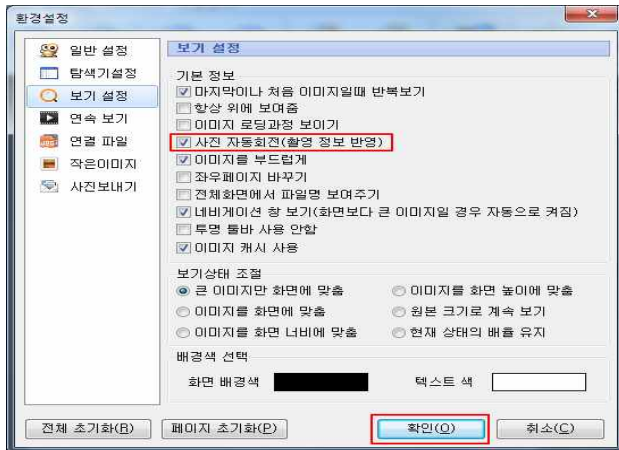 환경설정
일반 설정
탐색기설정
보기 설정
연속 보기
연결 파일
작은이미지
사진보내기
보기 설정
기본 정보
마지막이나 처음 이미지일때 반복보기
항상 위에 보여줌
이미지 로딩과정 보이기
사진 자동회전(촬영 정보 반영)
이미지를 부드럽게
좌우페이지 바꾸기
전체화면에서 파일명 보여주기
네비게이션 창 보기(화면보다 큰 이미지일 경우 자동으로 켜짐)
투명 툴바 사용 안함
이미지 캐시 사용
보기상태 조절
큰 이미지만 화면에 맞춤 이미지를 화면 높이에 맞춤
이미지를 화면에 맞춤 원본 크기로 계속 보기
이미지를 화면 너비에 맞춤 현재 상태의 배율 유지
배경색 선택
화면 배경색 텍스트 색
전체 초기화(R) 페이지 초기화(P) 확인(O) 취소(C)